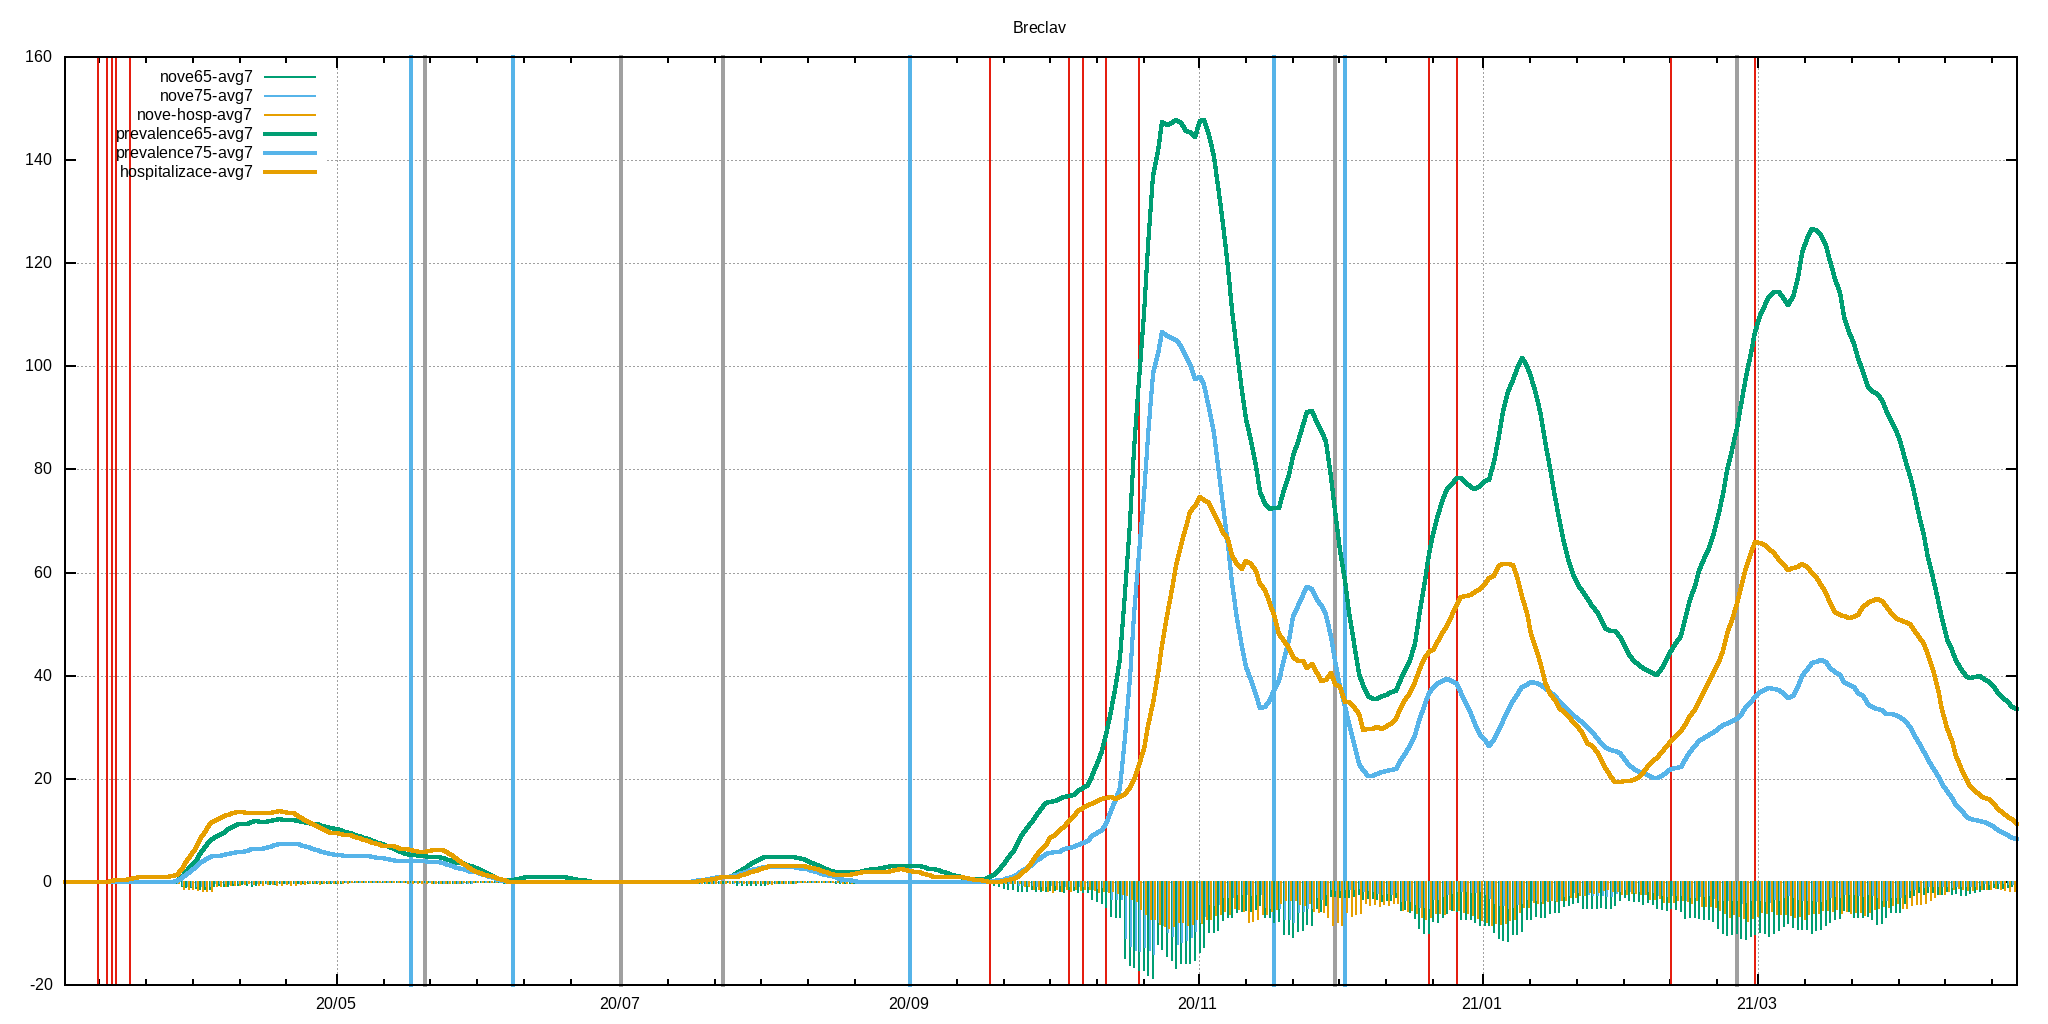 Breclav
160
140
120
100
80
60
40
20
0
-20
nove65-avg7
nove75-avg7
nove-hosp-avg7
prevalence65-avg7
prevalence75-avg7
hospitalizace-avg7
20/05 20/07 20/09 20/11 21/01 21/03